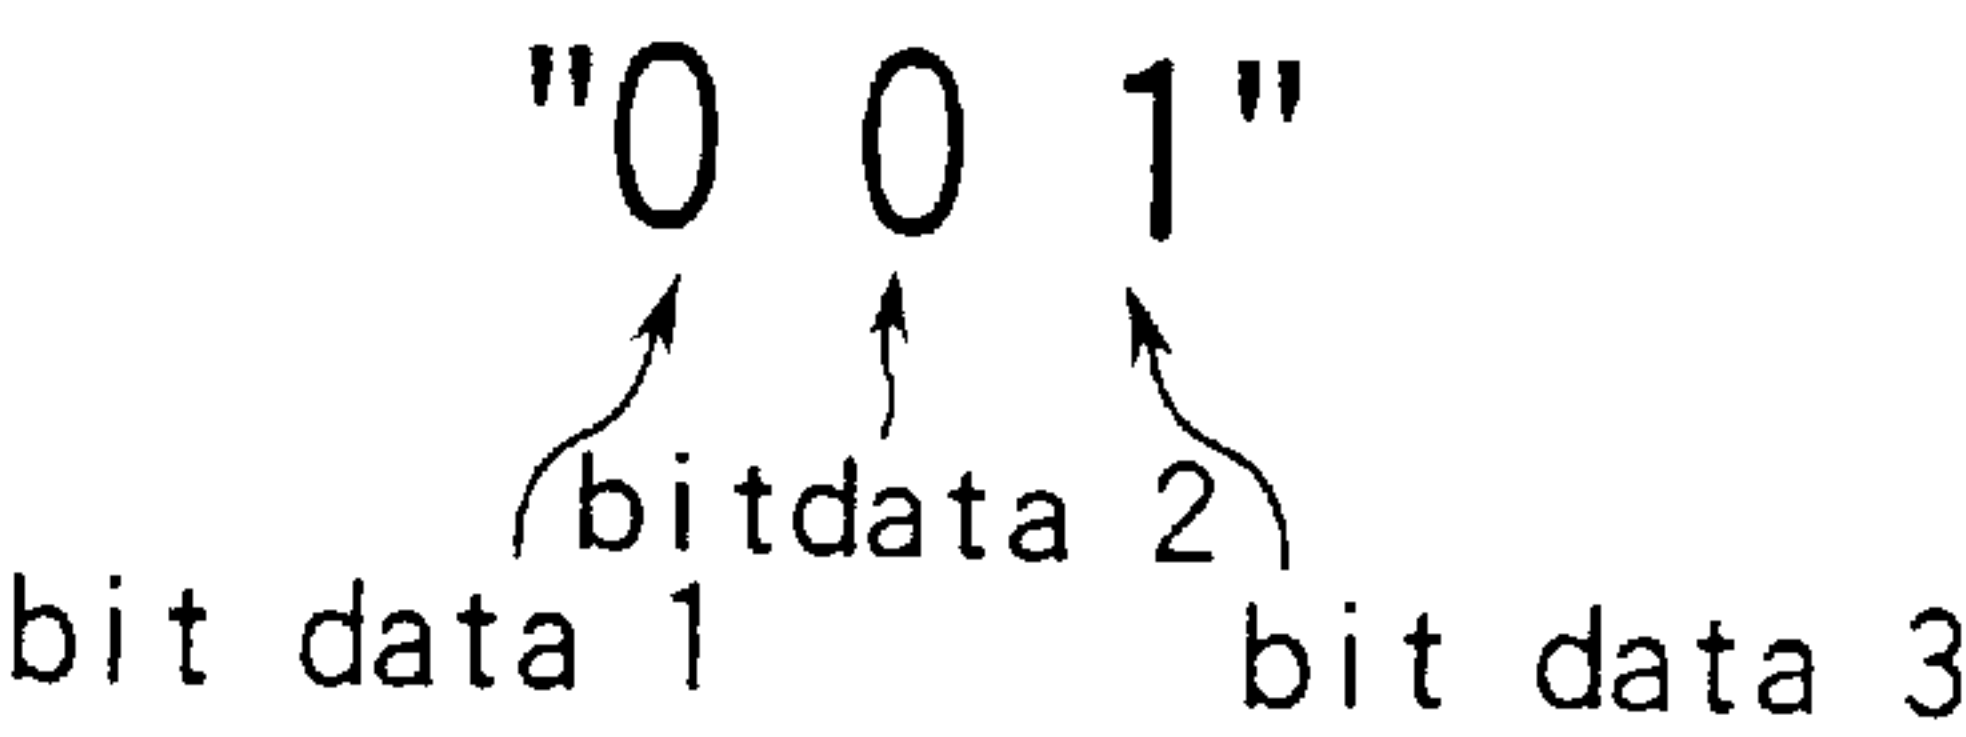 "0 0 1"
bitdata 2
bit data 1
bit data 3